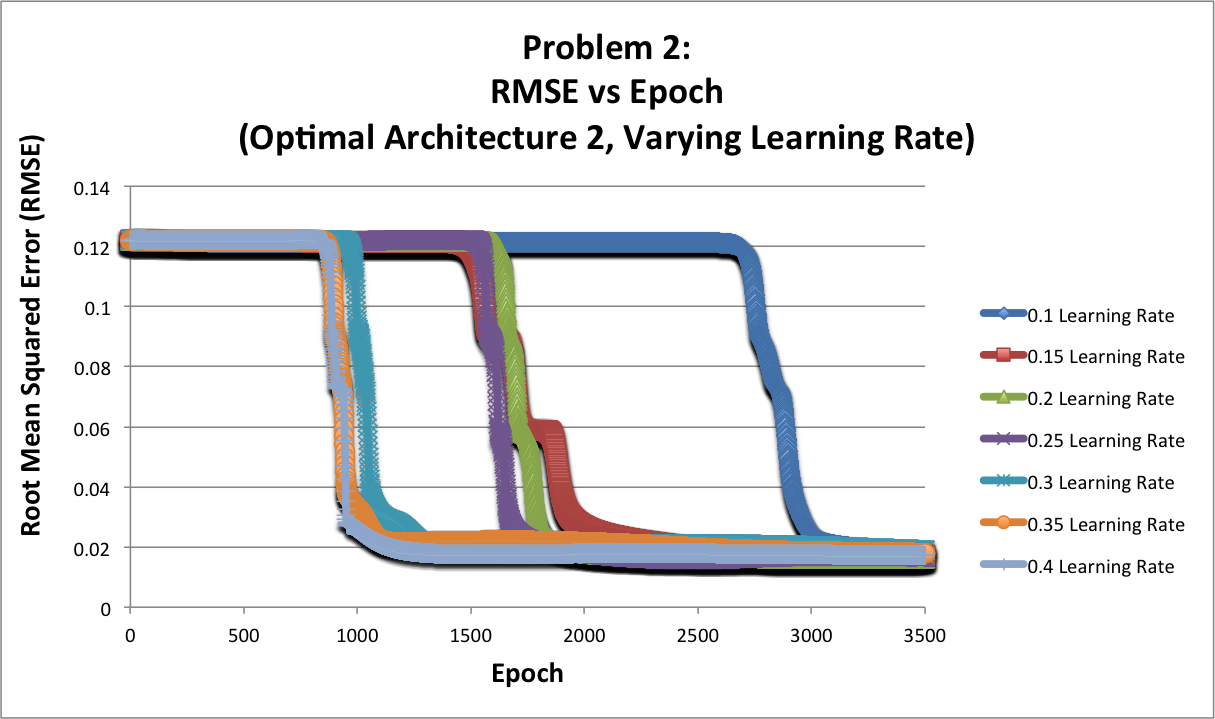 Problem 2:
RMSE vs Epoch
(Optimal Architecture 2, Varying Learning Rate)
Root Mean Squared Error (RMSE)
0.14
0.12
0.1
0.08
0.06
0.04
0.02
0
0 500 1000 1500 2000 2500 3000 3500
Epoch
0.1 Learning Rate
0.15 Learning Rate
0.2 Learning Rate
0.25 Learning Rate
0.3 Learning Rate
0.35 Learning Rate
0.4 Learning Rate